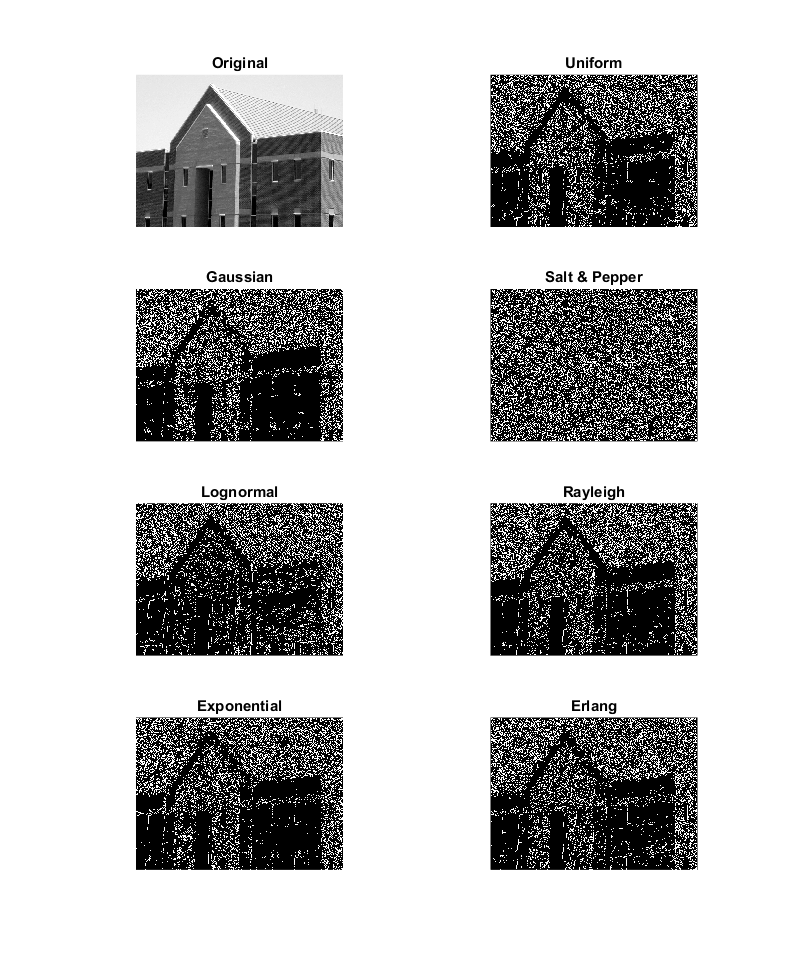 Original
Uniform
Gaussian
Salt & Pepper
Lognormal
Rayleigh
Exponential
Erlang